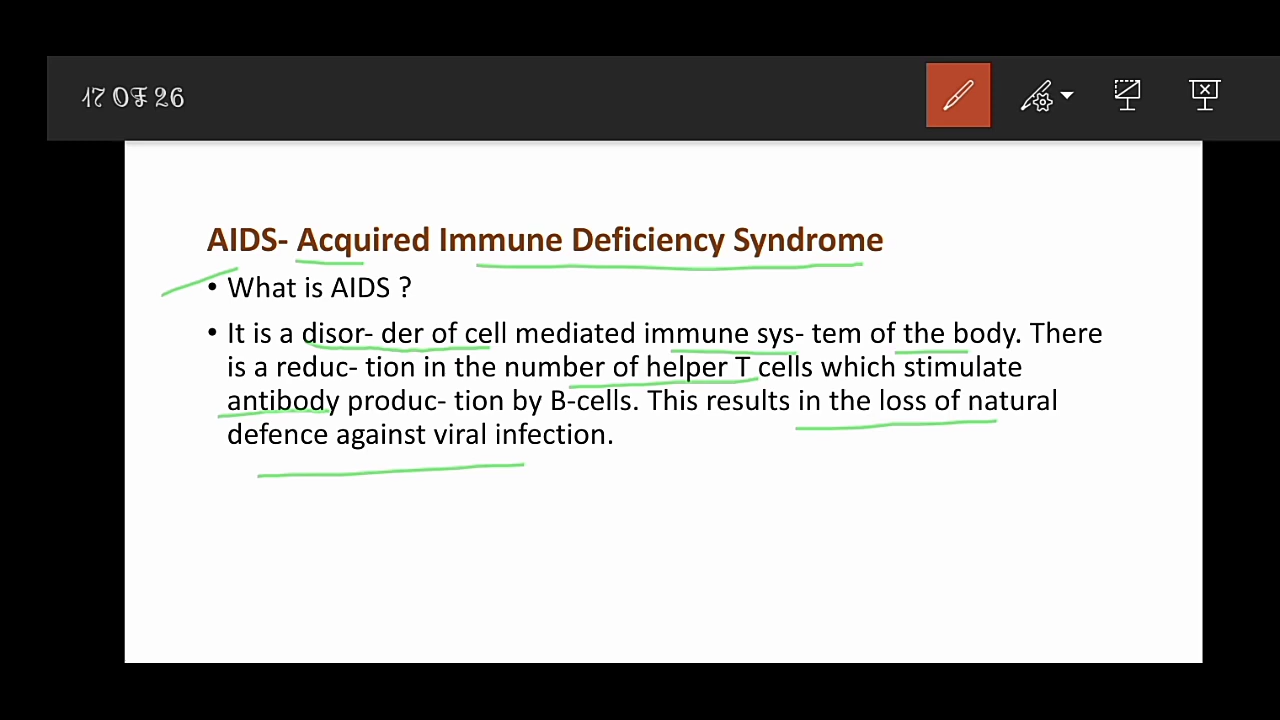 17 OF 26
AIDS- Acquired Immune Deficiency Syndrome
• What is AIDS ?
• It is a disor- der of cell mediated immune sys- tem of the body. There
is a reduc- tion in the number of helper T cells which stimulate
antibody produc- tion by B-cells. This results in the loss of natural
defence against viral infection.